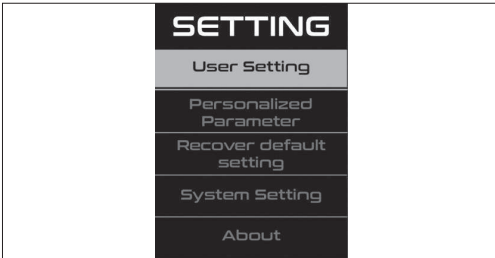 SETTING
User Setting
Personalized
Parameter
Recover default
setting
System Setting
About